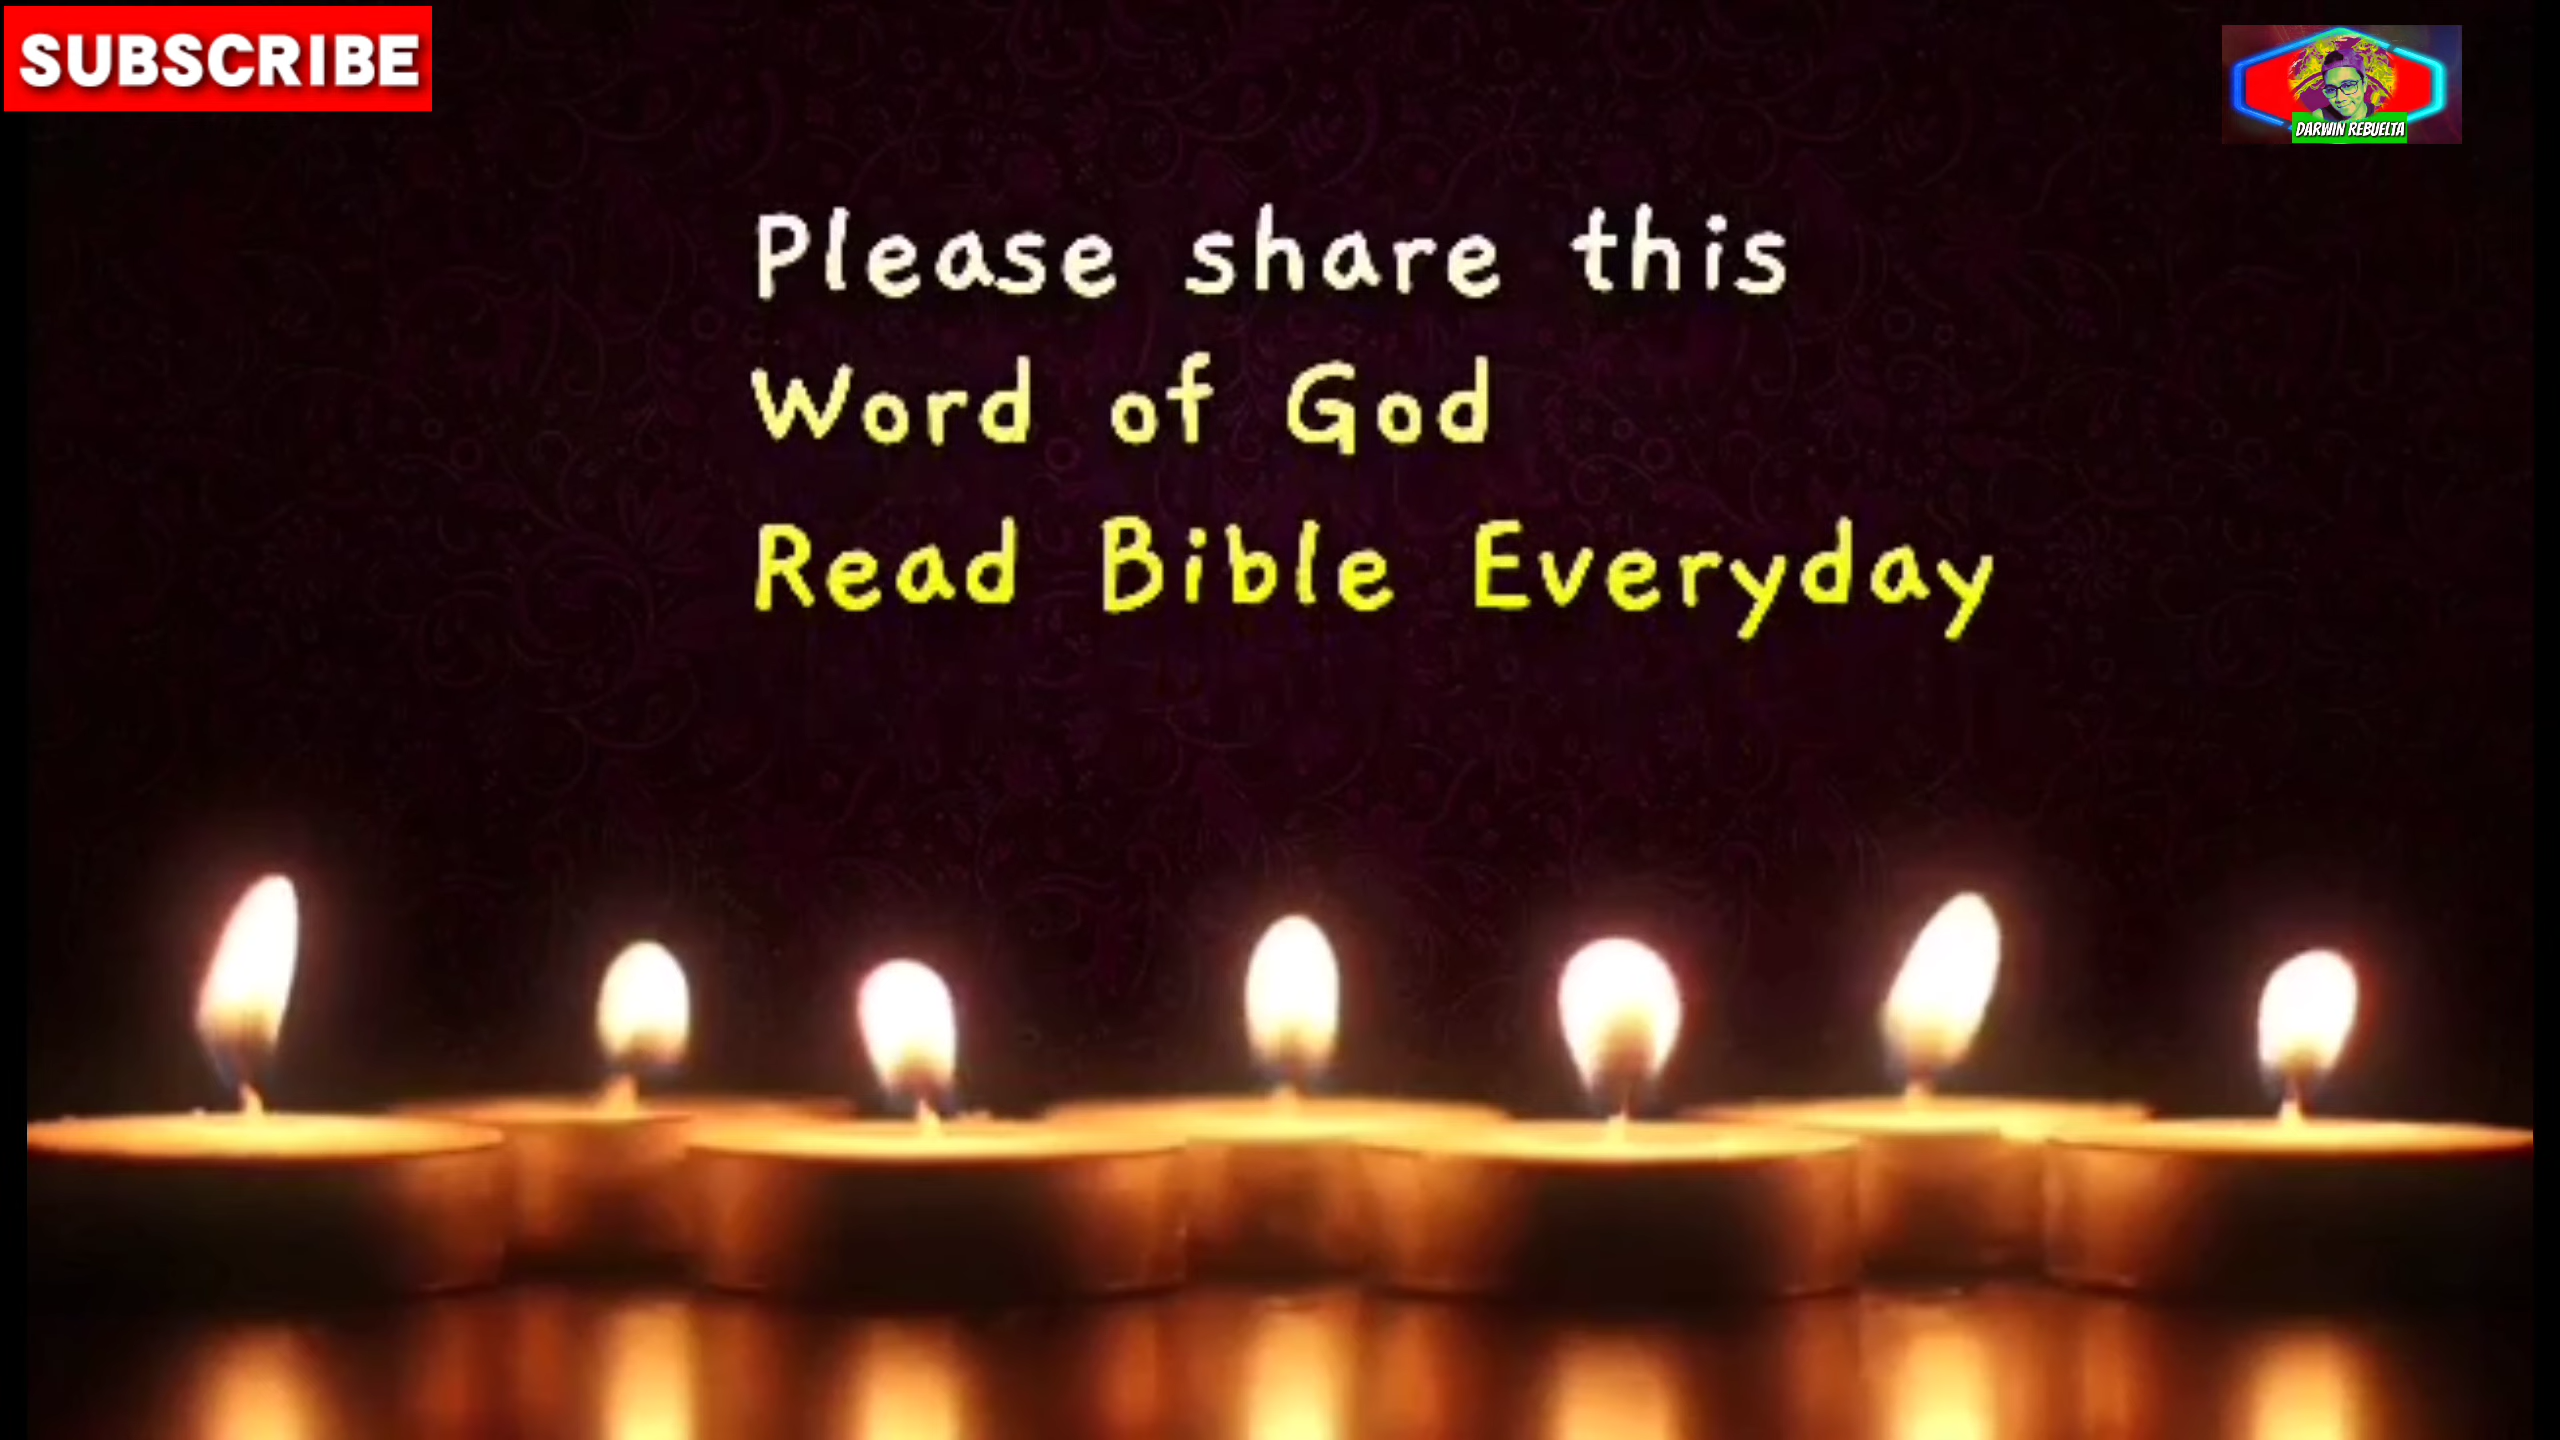 SUBSCRIBE
DARWIN REBUELTA
Please share this
Word of God
Read Bible Everyday